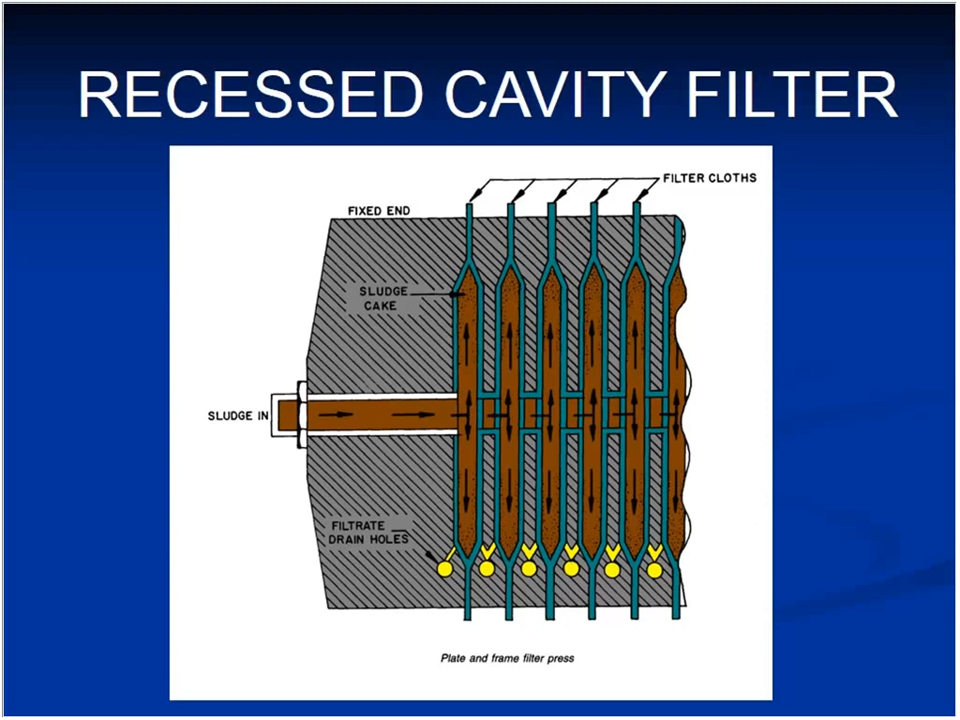 RECESSED CAVITY FILTER
FILTER CLOTHS
FIXED END
SLUDGE
CAKE
SLUDGE IN
FILTRATE
DRAIN HOLES
Plate and frame filter press